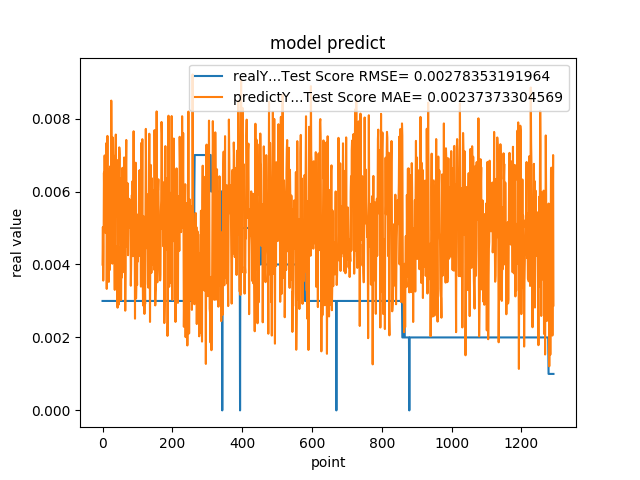 model predict
realY...Test Score RMSE= 0.00278353191964
predictY...Test Score MAE= 0.00237373304569
0.008
0.006
0.004
0.002
0.000
real value
0
200
400
600
800
1000
1200
point